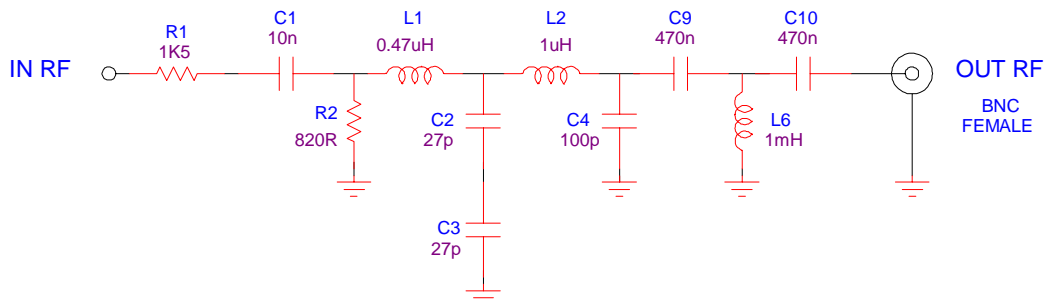 IN RF
R1
1K5
C1
10n
R2
820R
L1
0.47uH
C2
27p
C3
27p
L2
1uH
C4
100p
C9
470n
L6
1mH
C10
470n
OUT RF
BNC
FEMALE